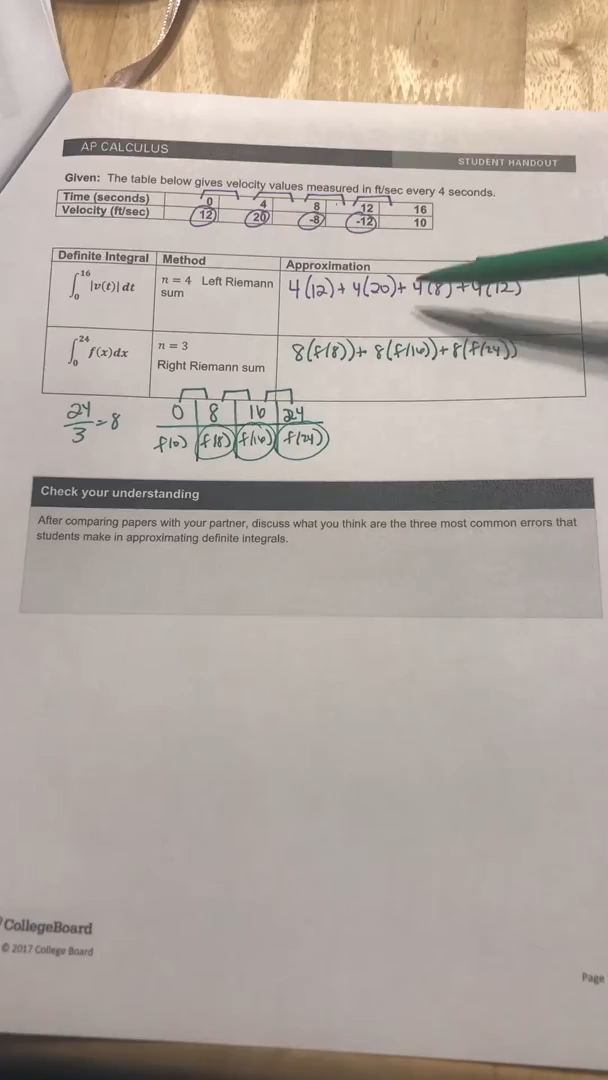 AP CALCULUS
STUDENT HANDOUT
Given: The table below gives velocity values measured in ft/sec every 4 seconds.
Time (seconds) 0 4 8 12 16
Velocity (ft/sec) 12 20 -8 -12 10
Definite Integral Method Approximation
∫₀¹⁶ |v(t)| dt n = 4 Left Riemann sum 4(12) + 4(20) + 4(8) + 4(12)
∫₀²⁴ f(x)dx n = 3 Right Riemann sum 8(f(8)) + 8(f(16)) + 8(f(24))
24/3 = 8
0 8 16 24
f(0) f(8) f(16) f(24)
Check your understanding
After comparing papers with your partner, discuss what you think are the three most common errors that
students make in approximating definite integrals.
CollegeBoard
© 2017 College Board
Page